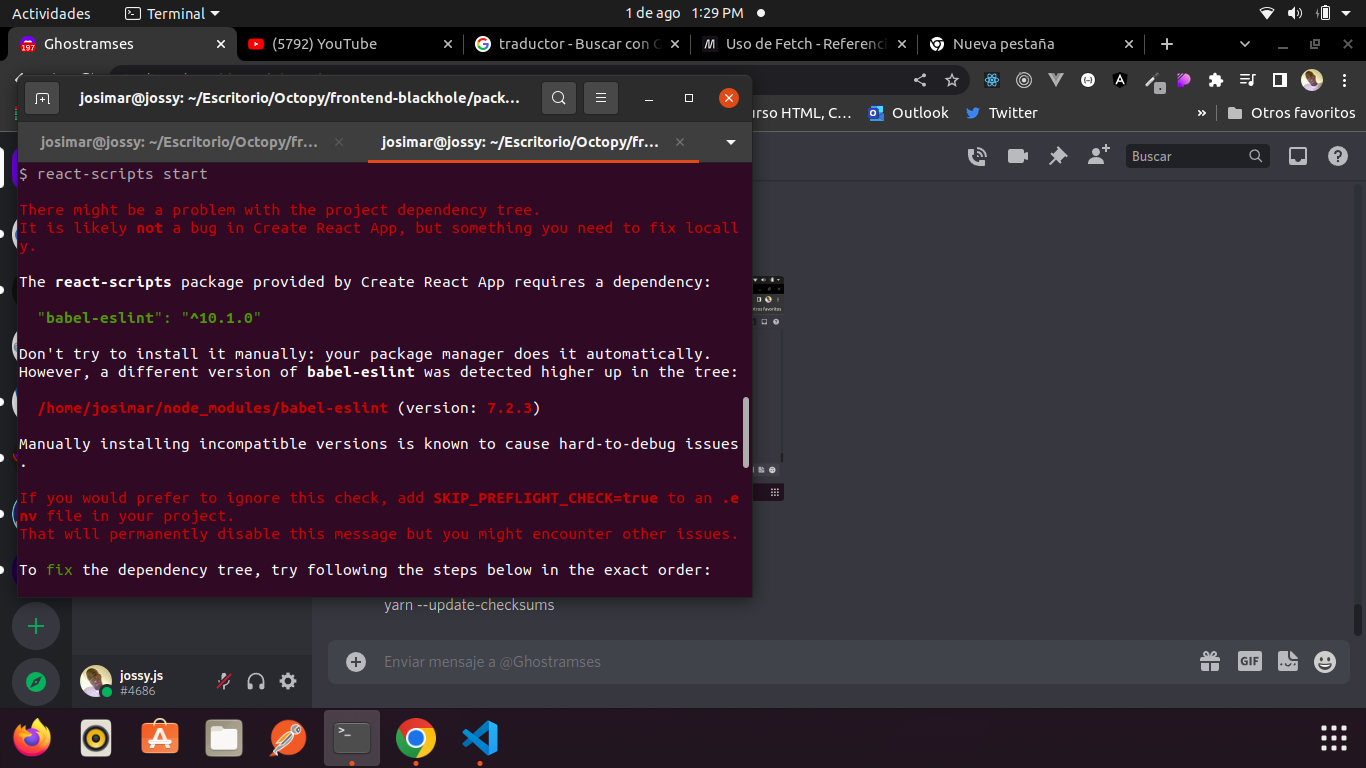 Actividades
Terminal
1 de ago 1:29 PM
197
Ghostramses
(5792) YouTube
traductor - Buscar con G
Uso de Fetch - Referenci
Nueva pestaña
josimar@jossy: ~/Escritorio/Octopy/frontend-blackhole/pack...
urso HTML, C...
Outlook
Twitter
»
Otros favoritos
josimar@jossy: ~/Escritorio/Octopy/fr...
josimar@jossy: ~/Escritorio/Octopy/fr...
Buscar
$ react-scripts start
There might be a problem with the project dependency tree.
It is likely not a bug in Create React App, but something you need to fix locall
y.
The react-scripts package provided by Create React App requires a dependency:
"babel-eslint": "^10.1.0"
Don't try to install it manually: your package manager does it automatically.
However, a different version of babel-eslint was detected higher up in the tree:
/home/josimar/node_modules/babel-eslint (version: 7.2.3)
Manually installing incompatible versions is known to cause hard-to-debug issues
.
If you would prefer to ignore this check, add SKIP_PREFLIGHT_CHECK=true to an .e
nv file in your project.
That will permanently disable this message but you might encounter other issues.
To fix the dependency tree, try following the steps below in the exact order:
yarn --update-checksums
Enviar mensaje a @Ghostramses
GIF
jossy.js
#4686